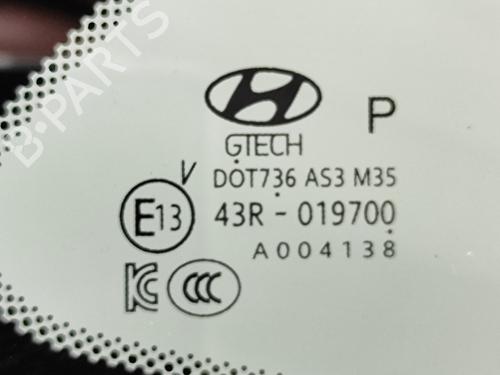 B-PARTS
P
GTECH
V DOT736 AS3 M35
E13 43R - 019700
A004138
KC CCC